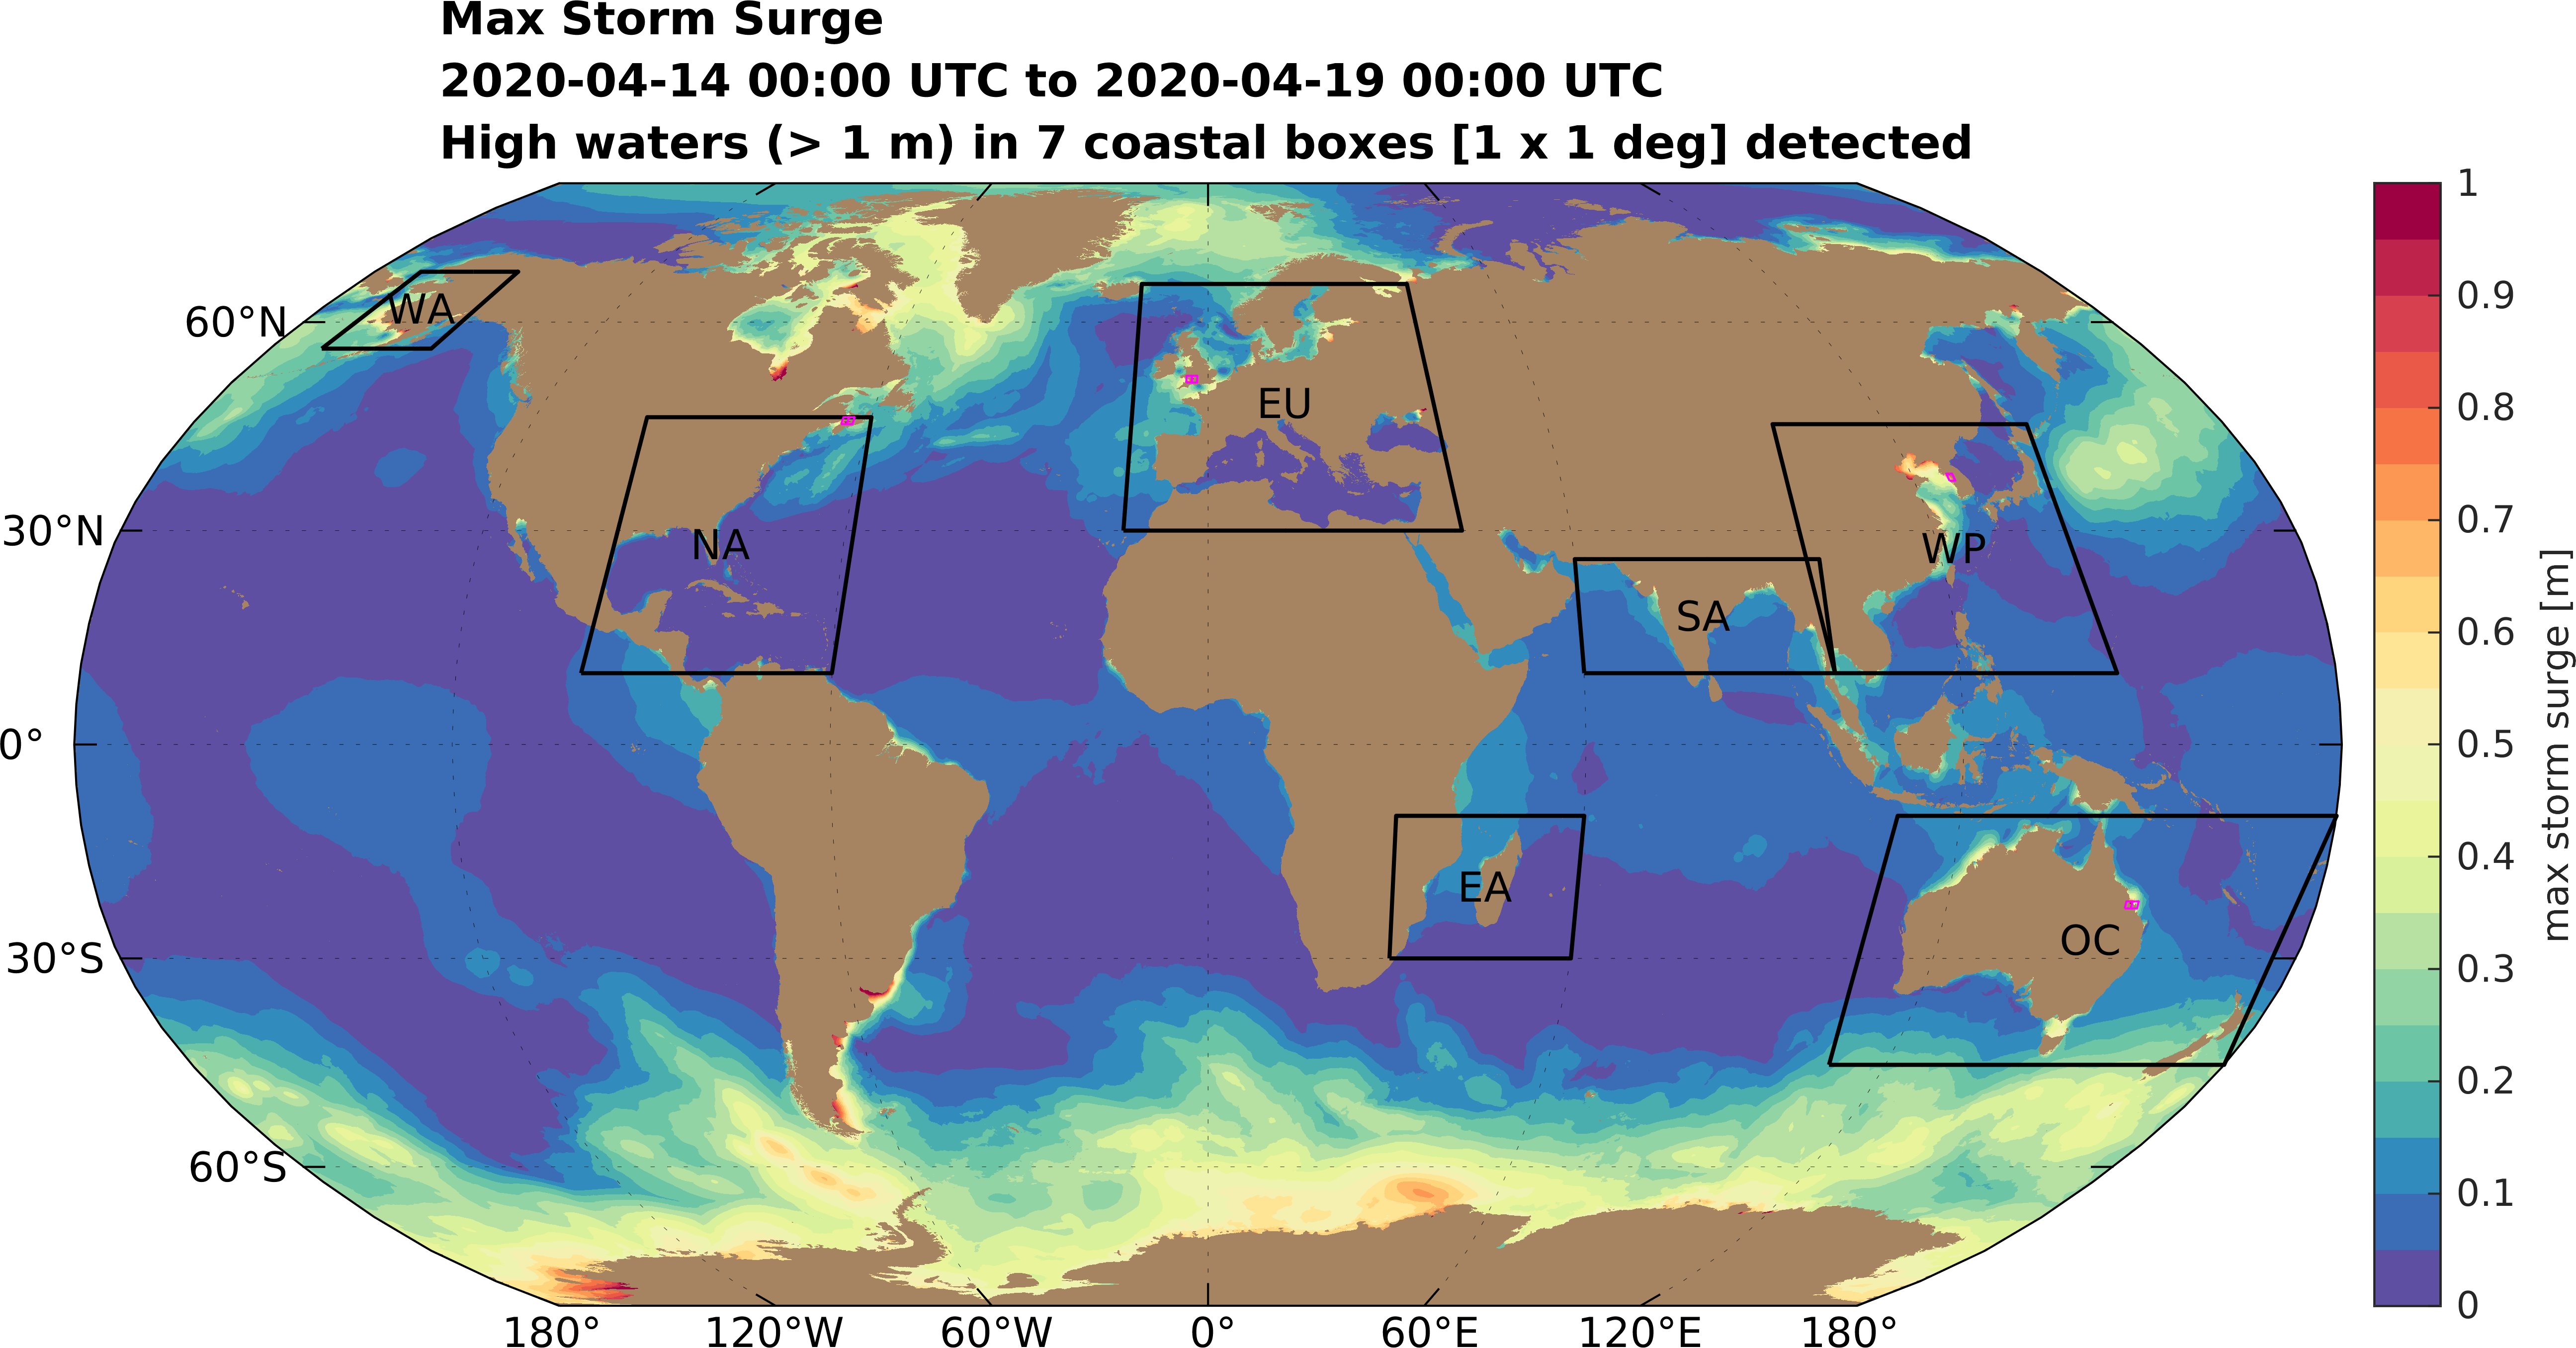 Max Storm Surge
2020-04-14 00:00 UTC to 2020-04-19 00:00 UTC
High waters (> 1 m) in 7 coastal boxes [1 x 1 deg] detected
60°N
30°N
0°
30°S
60°S
WA
NA
EU
SA
WP
EA
OC
180°
120°W
60°W
0°
60°E
120°E
180°
1
0.9
0.8
0.7
0.6
0.5
0.4
0.3
0.2
0.1
0
max storm surge [m]